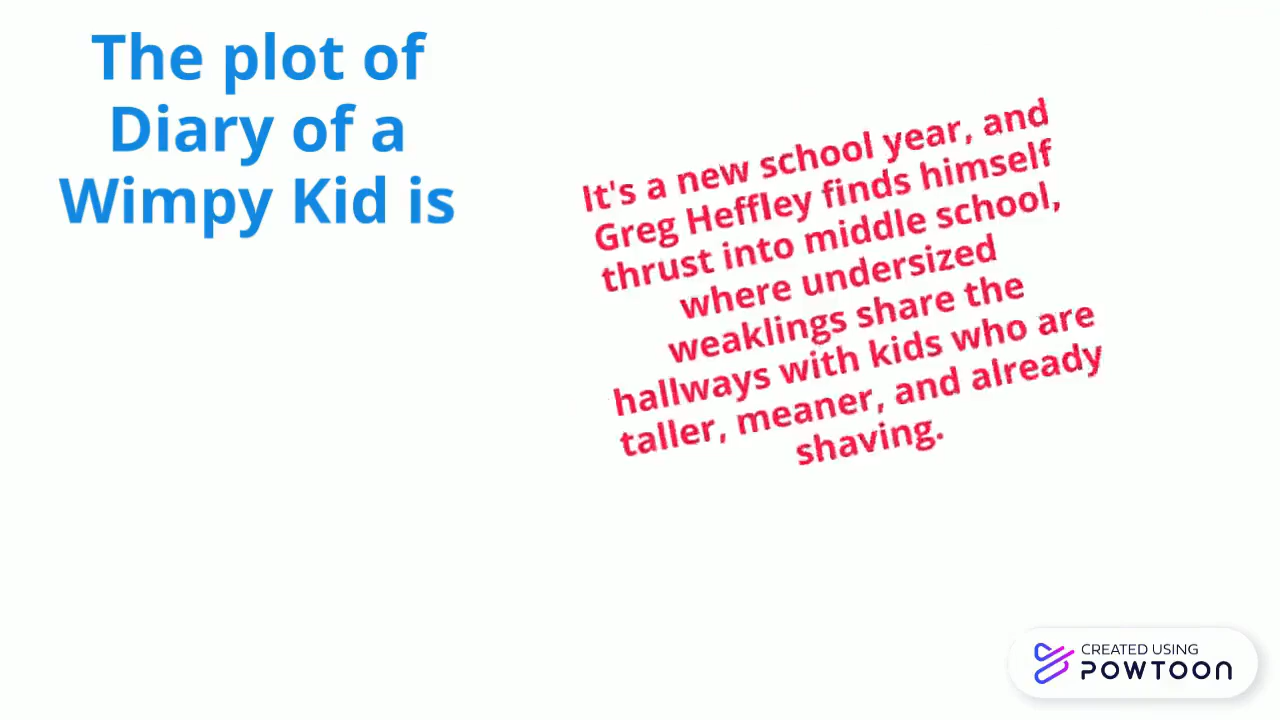 The plot of
Diary of a
Wimpy Kid is
It's a new school year, and
Greg Heffley finds himself
thrust into middle school,
where undersized
weaklings share the
hallways with kids who are
taller, meaner, and already
shaving.
CREATED USING
POWTOON